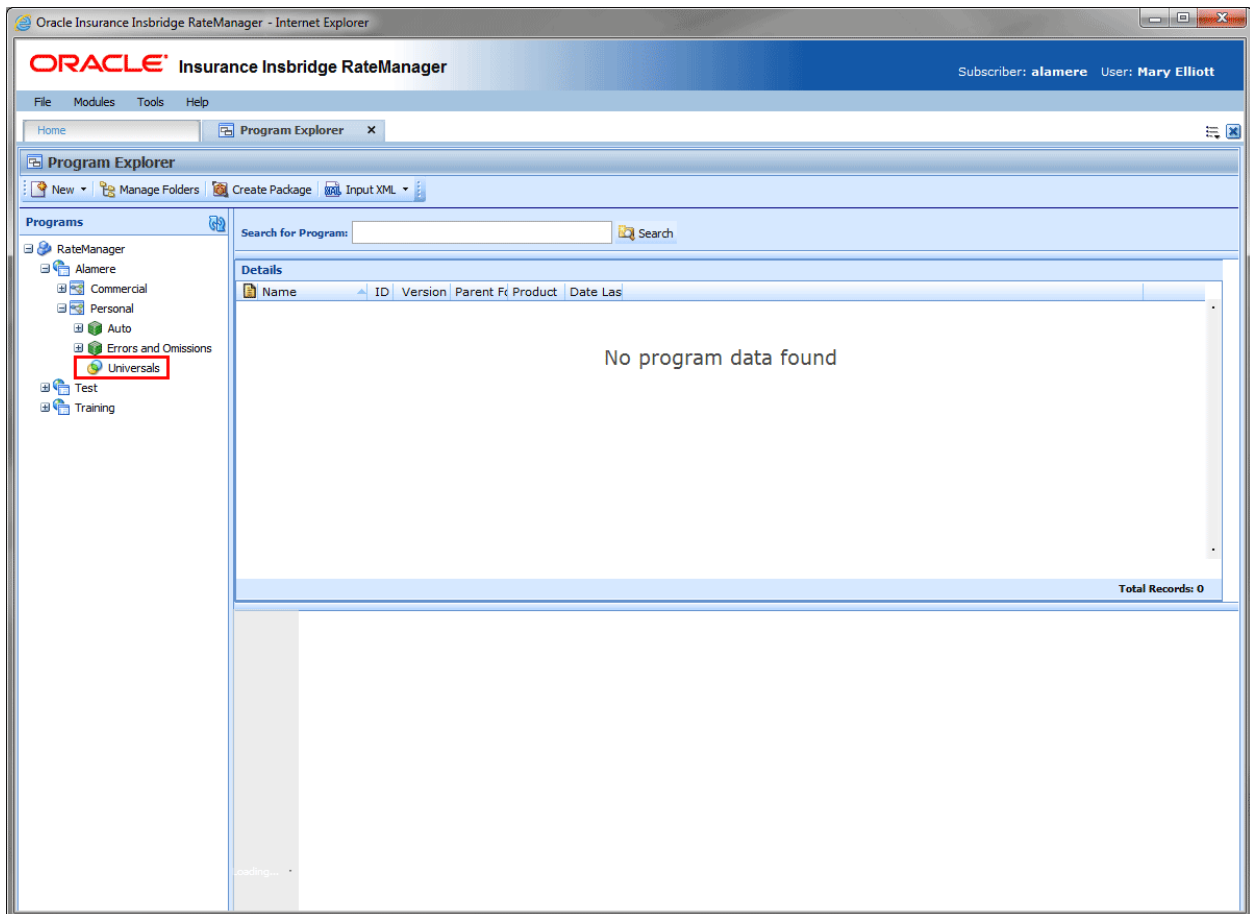 Oracle Insurance Insbridge RateManager - Internet Explorer
ORACLE Insurance Insbridge RateManager
Subscriber: alamere User: Mary Elliott
File Modules Tools Help
Home
Program Explorer x
Program Explorer
New Manage Folders Create Package Input XML
Programs
RateManager
Alamere
Commercial
Personal
Auto
Errors and Omissions
Universals
Test
Training
Search for Program: Search
Details
Name ID Version Parent Fo Product Date Las
No program data found
Total Records: 0
Loading...